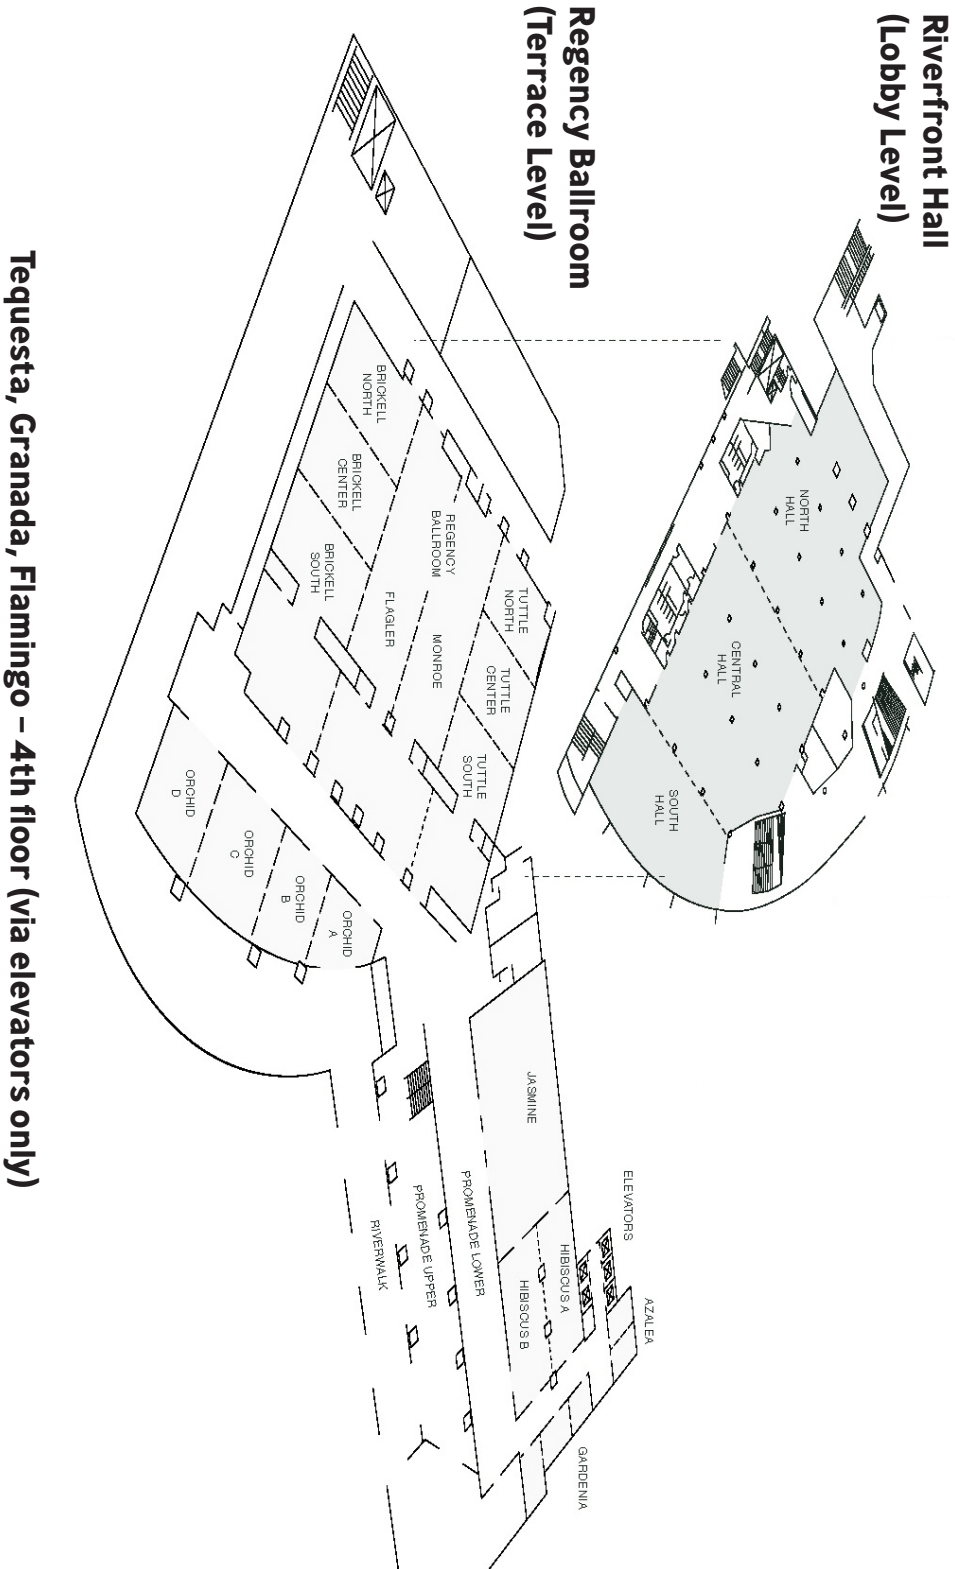 Riverfront Hall
(Lobby Level)
NORTH
HALL
CENTRAL
HALL
SOUTH
HALL
Regency Ballroom
(Terrace Level)
BRICKELL
NORTH
BRICKELL
CENTER
BRICKELL
SOUTH
REGENCY
BALLROOM
FLAGLER
MONROE
TUTTLE
NORTH
TUTTLE
CENTER
TUTTLE
SOUTH
ORCHID
D
ORCHID
C
ORCHID
B
ORCHID
A
JASMINE
ELEVATORS
HIBISCUS A
HIBISCUS B
AZALEA
GARDENIA
PROMENADE LOWER
PROMENADE UPPER
RIVERWALK
Tequesta, Granada, Flamingo – 4th floor (via elevators only)